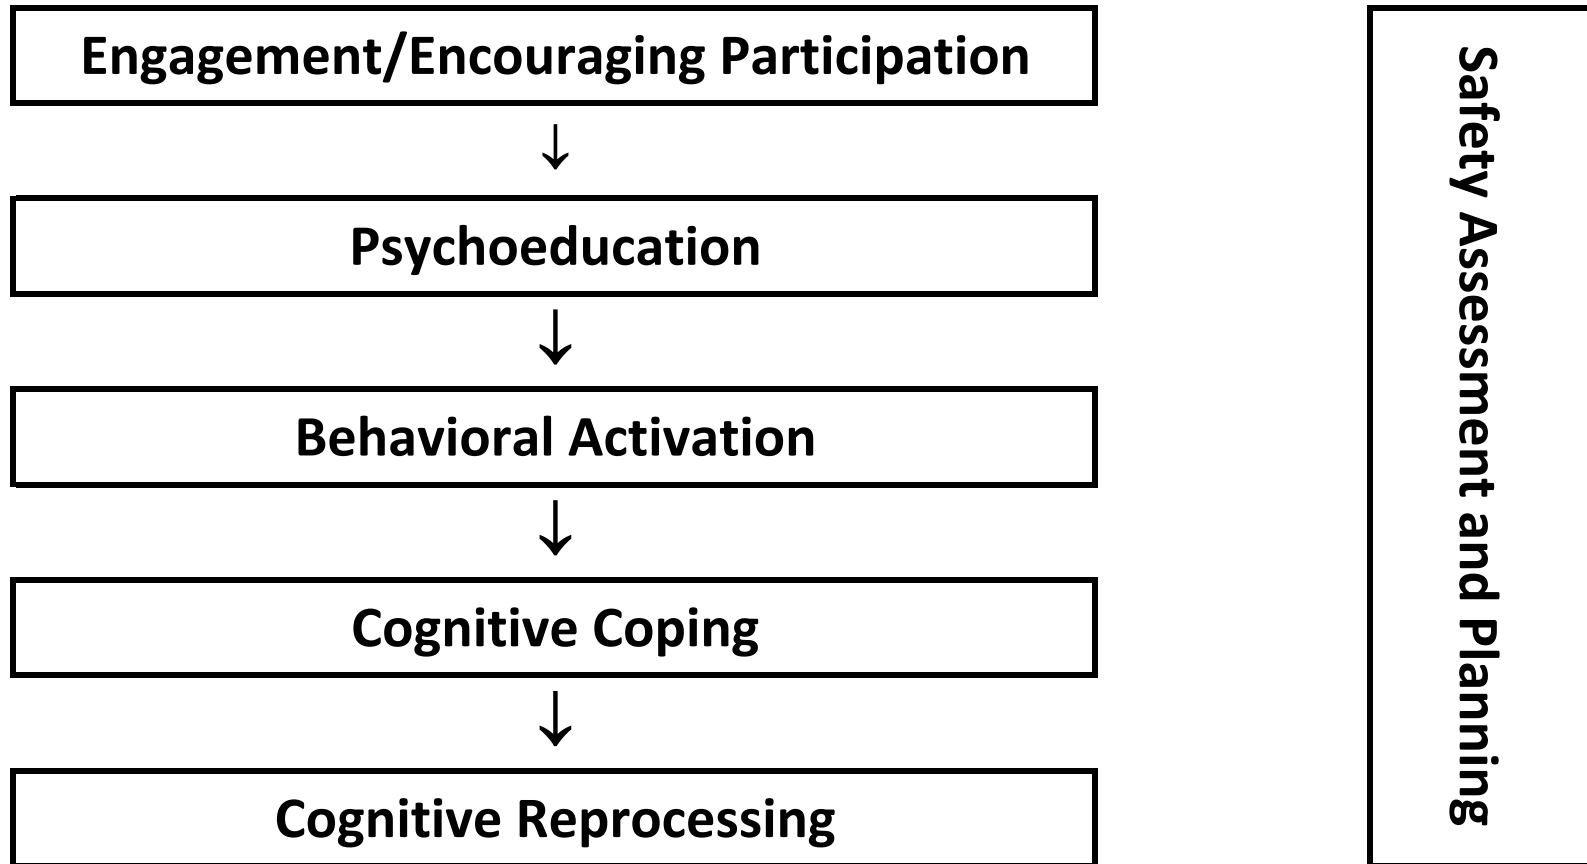 Engagement/Encouraging Participation
↓
Psychoeducation
↓
Behavioral Activation
↓
Cognitive Coping
↓
Cognitive Reprocessing
Safety Assessment and Planning